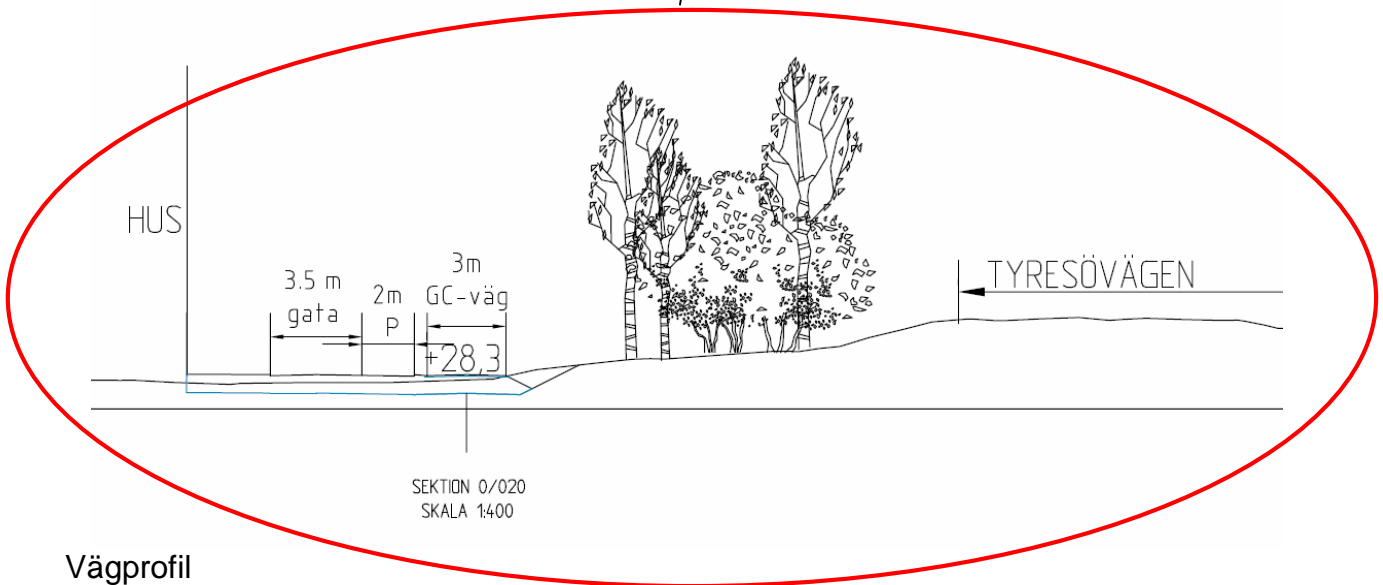 HUS
3.5 m
gata
2m
P
3m
GC-väg
+28,3
TYRESÖVÄGEN
SEKTION 0/020
SKALA 1:400
Vägprofil